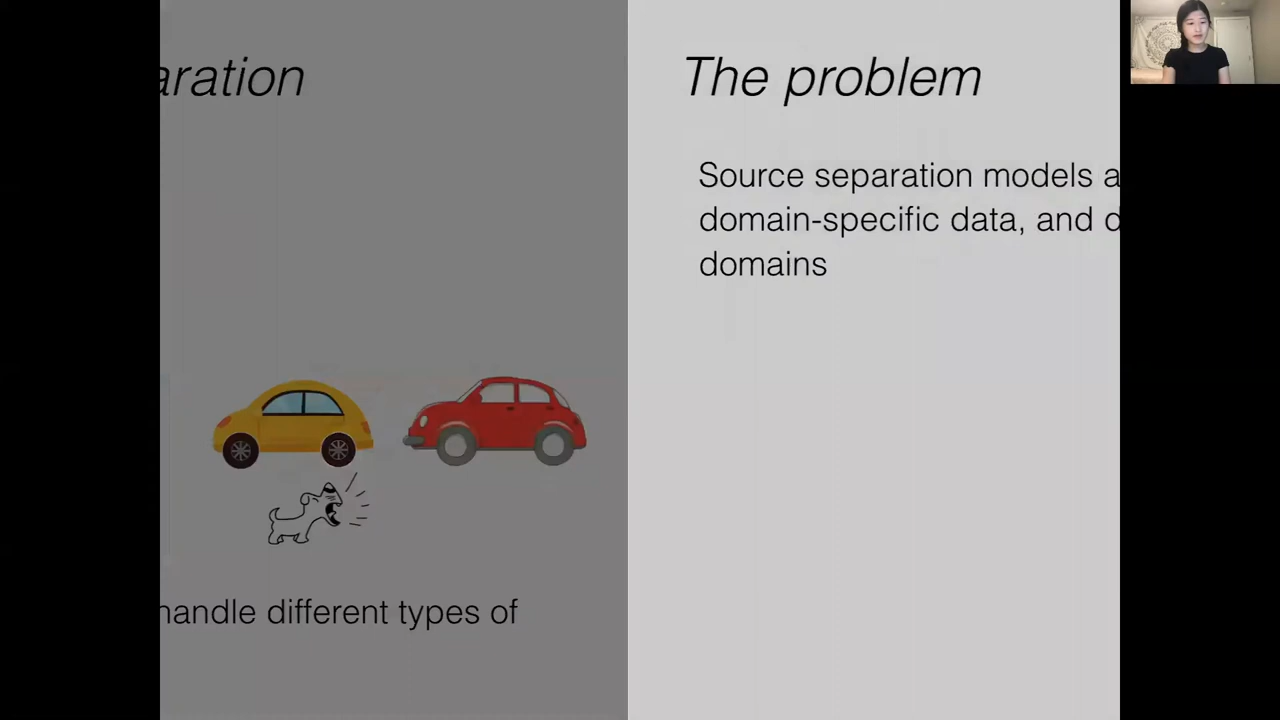 aration
handle different types of
The problem
Source separation models a
domain-specific data, and d
domains